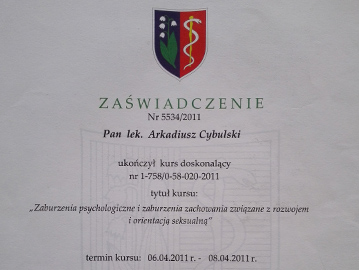 ZAŚWIADCZENIE
Nr 5534/2011
Pan lek. Arkadiusz Cybulski
ukończył kurs doskonalący
nr 1-758/0-58-020-2011
tytuł kursu:
„Zaburzenia psychologiczne i zaburzenia zachowania związane z rozwojem
i orientacją seksualną”
termin kursu: 06.04.2011 r. - 08.04.2011 r.